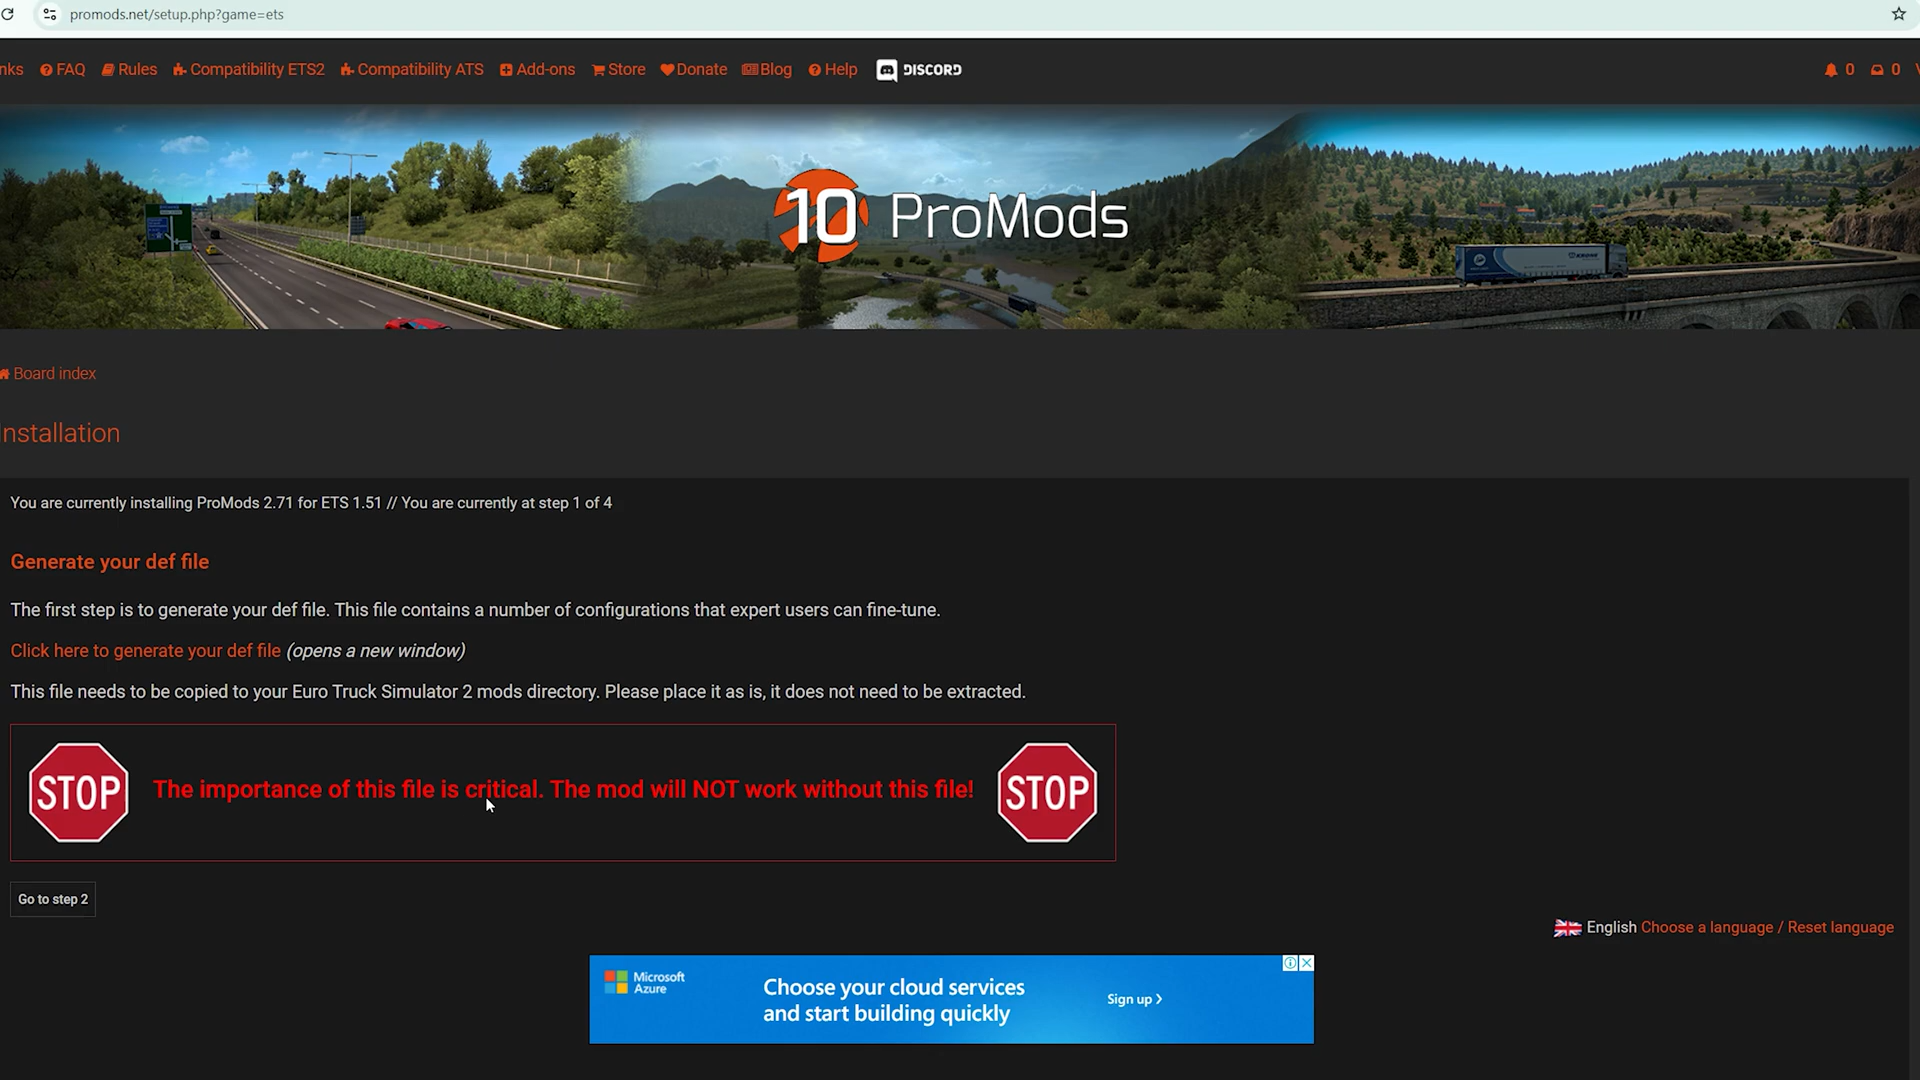 promods.net/setup.php?game=ets
nks FAQ Rules Compatibility ETS2 Compatibility ATS Add-ons Store Donate Blog Help DISCORD 0 0
10 ProMods
Board index
Installation
You are currently installing ProMods 2.71 for ETS 1.51 // You are currently at step 1 of 4
Generate your def file
The first step is to generate your def file. This file contains a number of configurations that expert users can fine-tune.
Click here to generate your def file (opens a new window)
This file needs to be copied to your Euro Truck Simulator 2 mods directory. Please place it as is, it does not need to be extracted.
STOP The importance of this file is critical. The mod will NOT work without this file! STOP
Go to step 2
English Choose a language / Reset language
Microsoft
Azure
Choose your cloud services
and start building quickly
Sign up